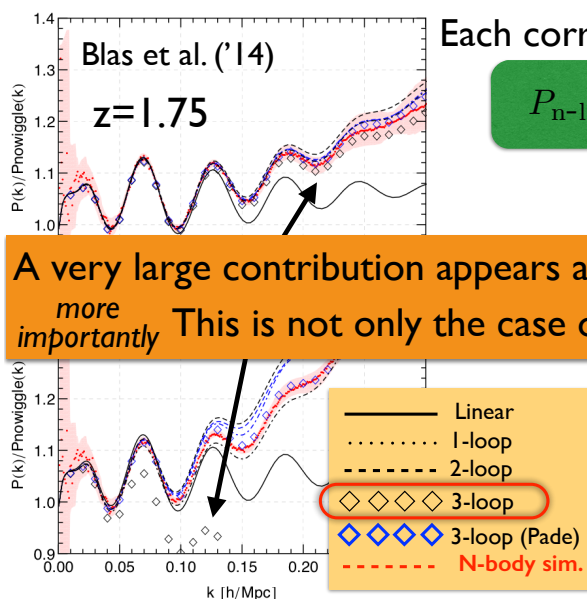 Each corr
P n-l
Blas et al. ('14)
z=1.75
P(k)/Pnowiggle(k)
1.4
1.3
1.2
1.1
1.0
A very large contribution appears a
more
importantly This is not only the case o
P(k)/Pnowiggle(k)
1.2
1.1
1.0
0.9
0.00 0.05 0.10 0.15 0.20
k [h/Mpc]
Linear
1-loop
2-loop
3-loop
3-loop (Pade)
N-body sim.